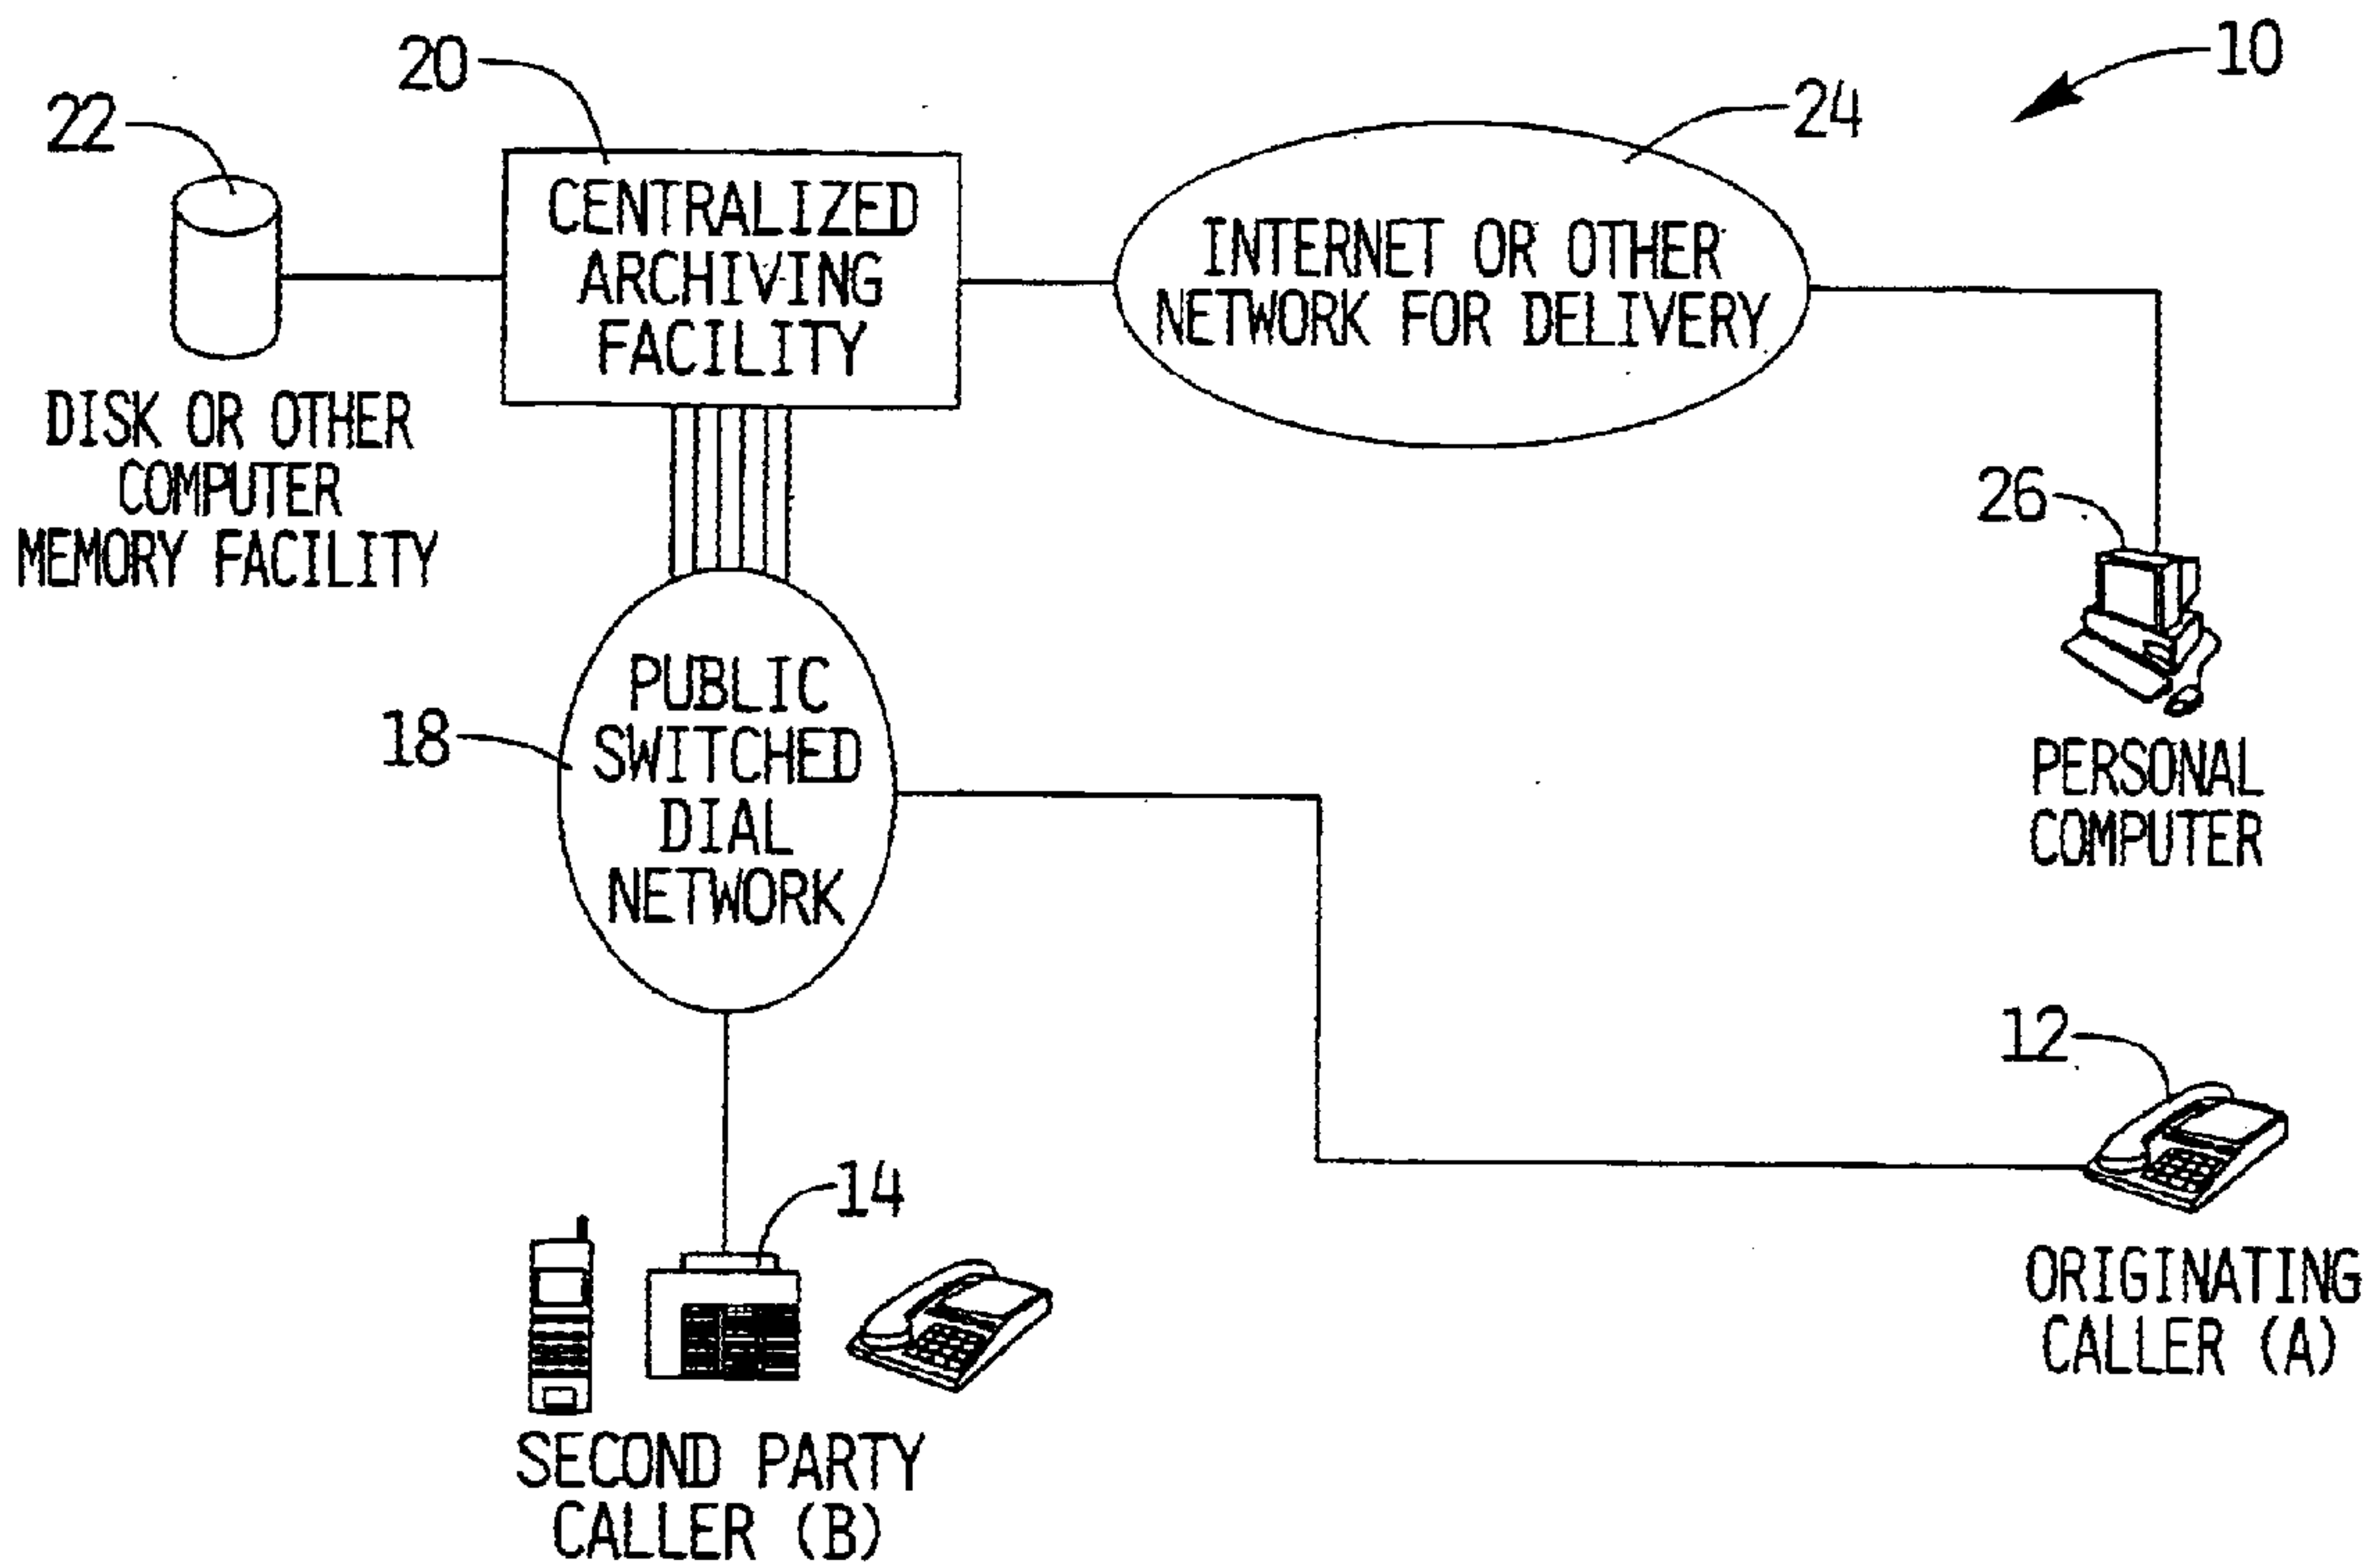 10
20
24
22
CENTRALIZED
ARCHIVING
FACILITY
INTERNET OR OTHER
NETWORK FOR DELIVERY
DISK OR OTHER
COMPUTER
MEMORY FACILITY
26
PERSONAL
COMPUTER
18
PUBLIC
SWITCHED
DIAL
NETWORK
12
ORIGINATING
CALLER (A)
14
SECOND PARTY
CALLER (B)